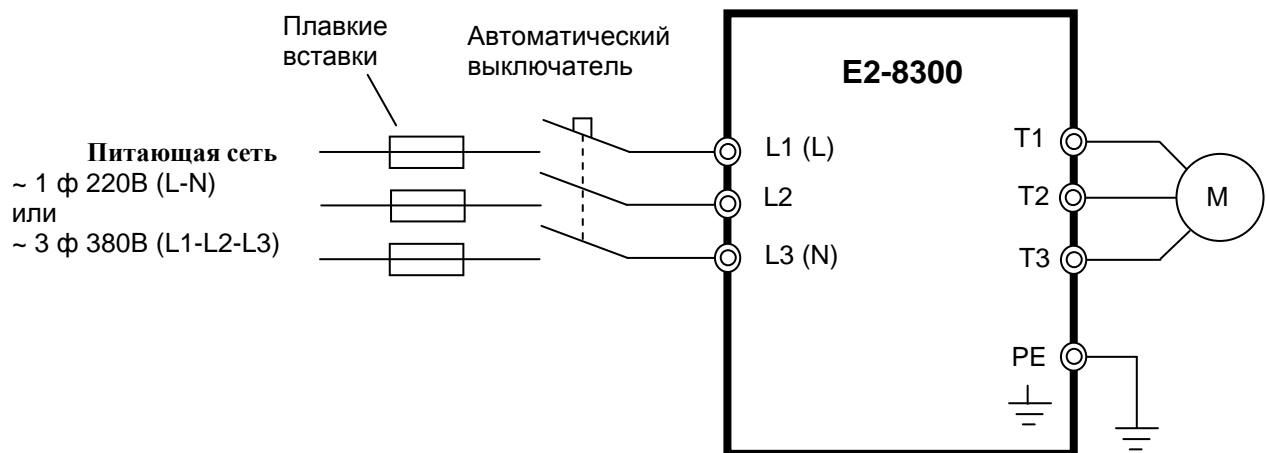 Плавкие
вставки
Автоматический
выключатель
E2-8300
Питающая сеть
~ 1 ф 220В (L-N)
или
~ 3 ф 380В (L1-L2-L3)
L1 (L)
L2
L3 (N)
T1
T2
T3
M
PE